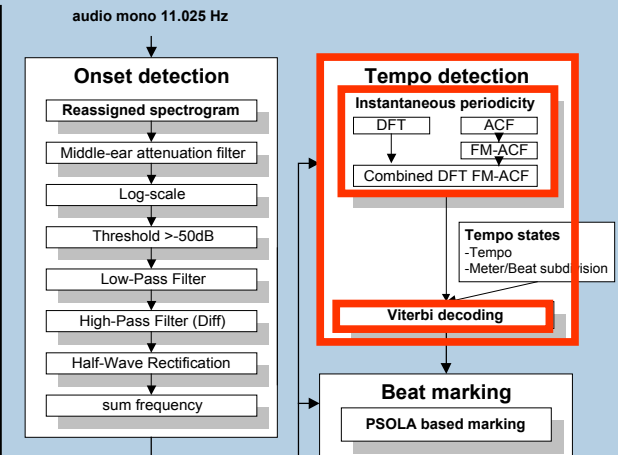 audio mono 11.025 Hz
Onset detection
Reassigned spectrogram
Middle-ear attenuation filter
Log-scale
Threshold >-50dB
Low-Pass Filter
High-Pass Filter (Diff)
Half-Wave Rectification
sum frequency
Tempo detection
Instantaneous periodicity
DFT
ACF
FM-ACF
Combined DFT FM-ACF
Tempo states
-Tempo
-Meter/Beat subdivision
Viterbi decoding
Beat marking
PSOLA based marking